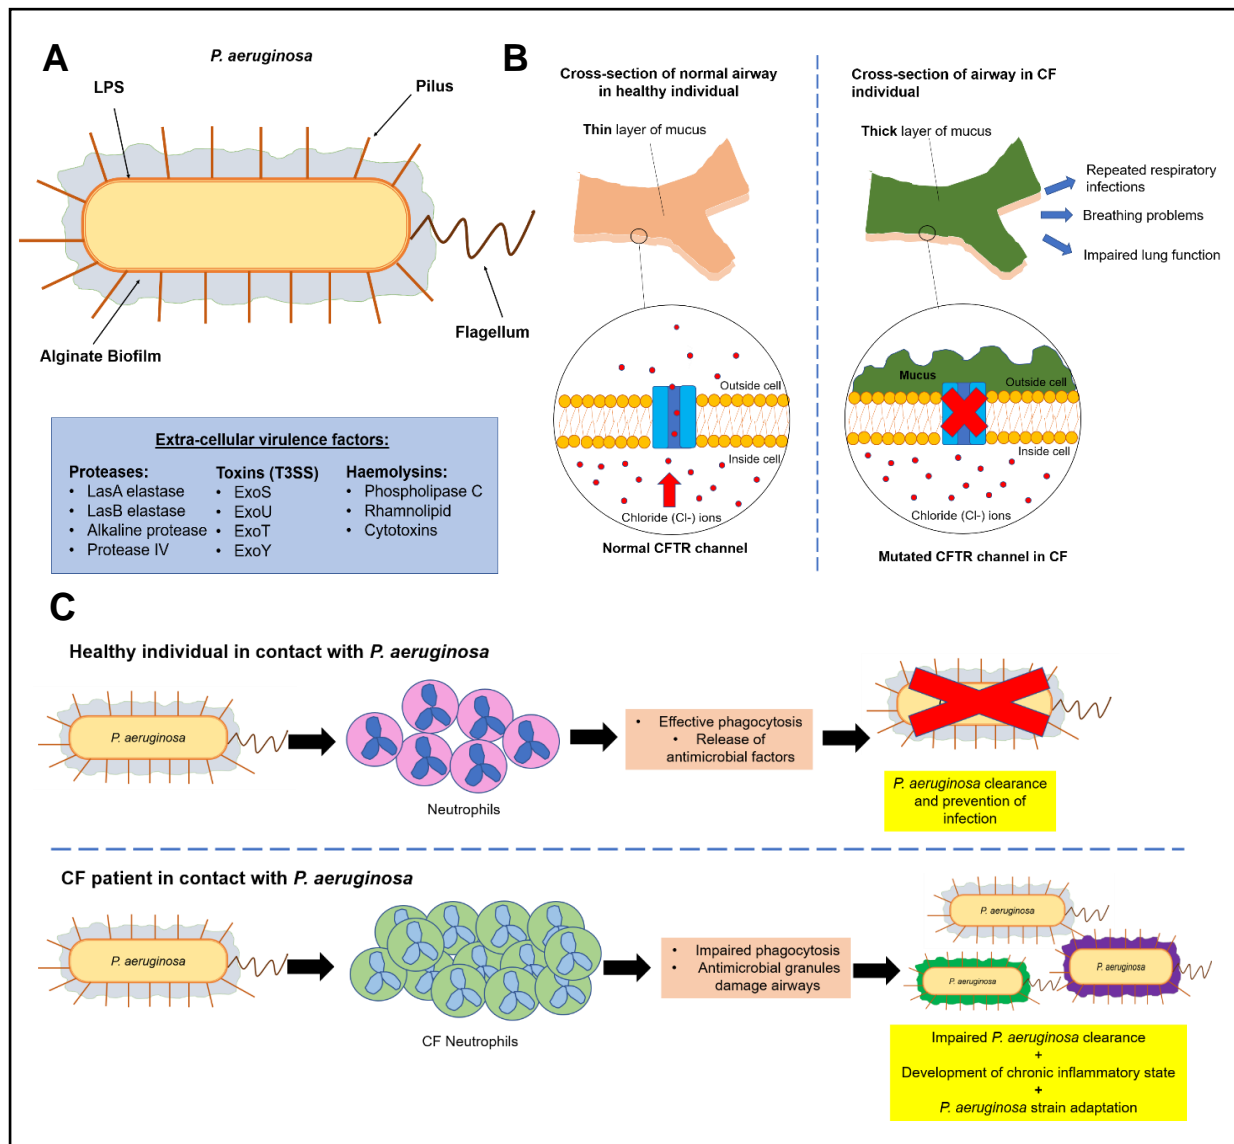 A
P. aeruginosa
LPS
Pilus
Alginate Biofilm
Flagellum
Extra-cellular virulence factors:
Proteases:
• LasA elastase
• LasB elastase
• Alkaline protease
• Protease IV
Toxins (T3SS)
• ExoS
• ExoU
• ExoT
• ExoY
Haemolysins:
• Phospholipase C
• Rhamnolipid
• Cytotoxins
B
Cross-section of normal airway
in healthy individual
Thin layer of mucus
Outside cell
Inside cell
Chloride (Cl-) ions
Normal CFTR channel
Cross-section of airway in CF
individual
Thick layer of mucus
Repeated respiratory
infections
Breathing problems
Impaired lung function
Mucus
Outside cell
Inside cell
Chloride (Cl-) ions
Mutated CFTR channel in CF
C
Healthy individual in contact with P. aeruginosa
P. aeruginosa
Neutrophils
• Effective phagocytosis
• Release of
antimicrobial factors
P. aeruginosa clearance
and prevention of
infection
CF patient in contact with P. aeruginosa
P. aeruginosa
CF Neutrophils
• Impaired phagocytosis
• Antimicrobial granules
damage airways
P. aeruginosa
P. aeruginosa
P. aeruginosa
Impaired P. aeruginosa clearance
+
Development of chronic inflammatory state
+
P. aeruginosa strain adaptation